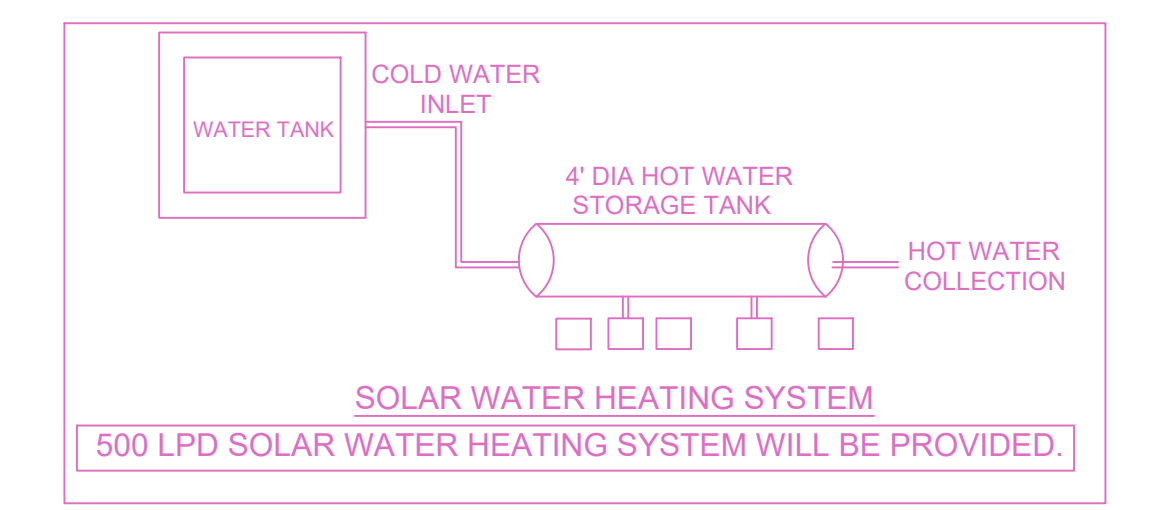 COLD WATER
INLET
WATER TANK
4' DIA HOT WATER
STORAGE TANK
HOT WATER
COLLECTION
SOLAR WATER HEATING SYSTEM
500 LPD SOLAR WATER HEATING SYSTEM WILL BE PROVIDED.